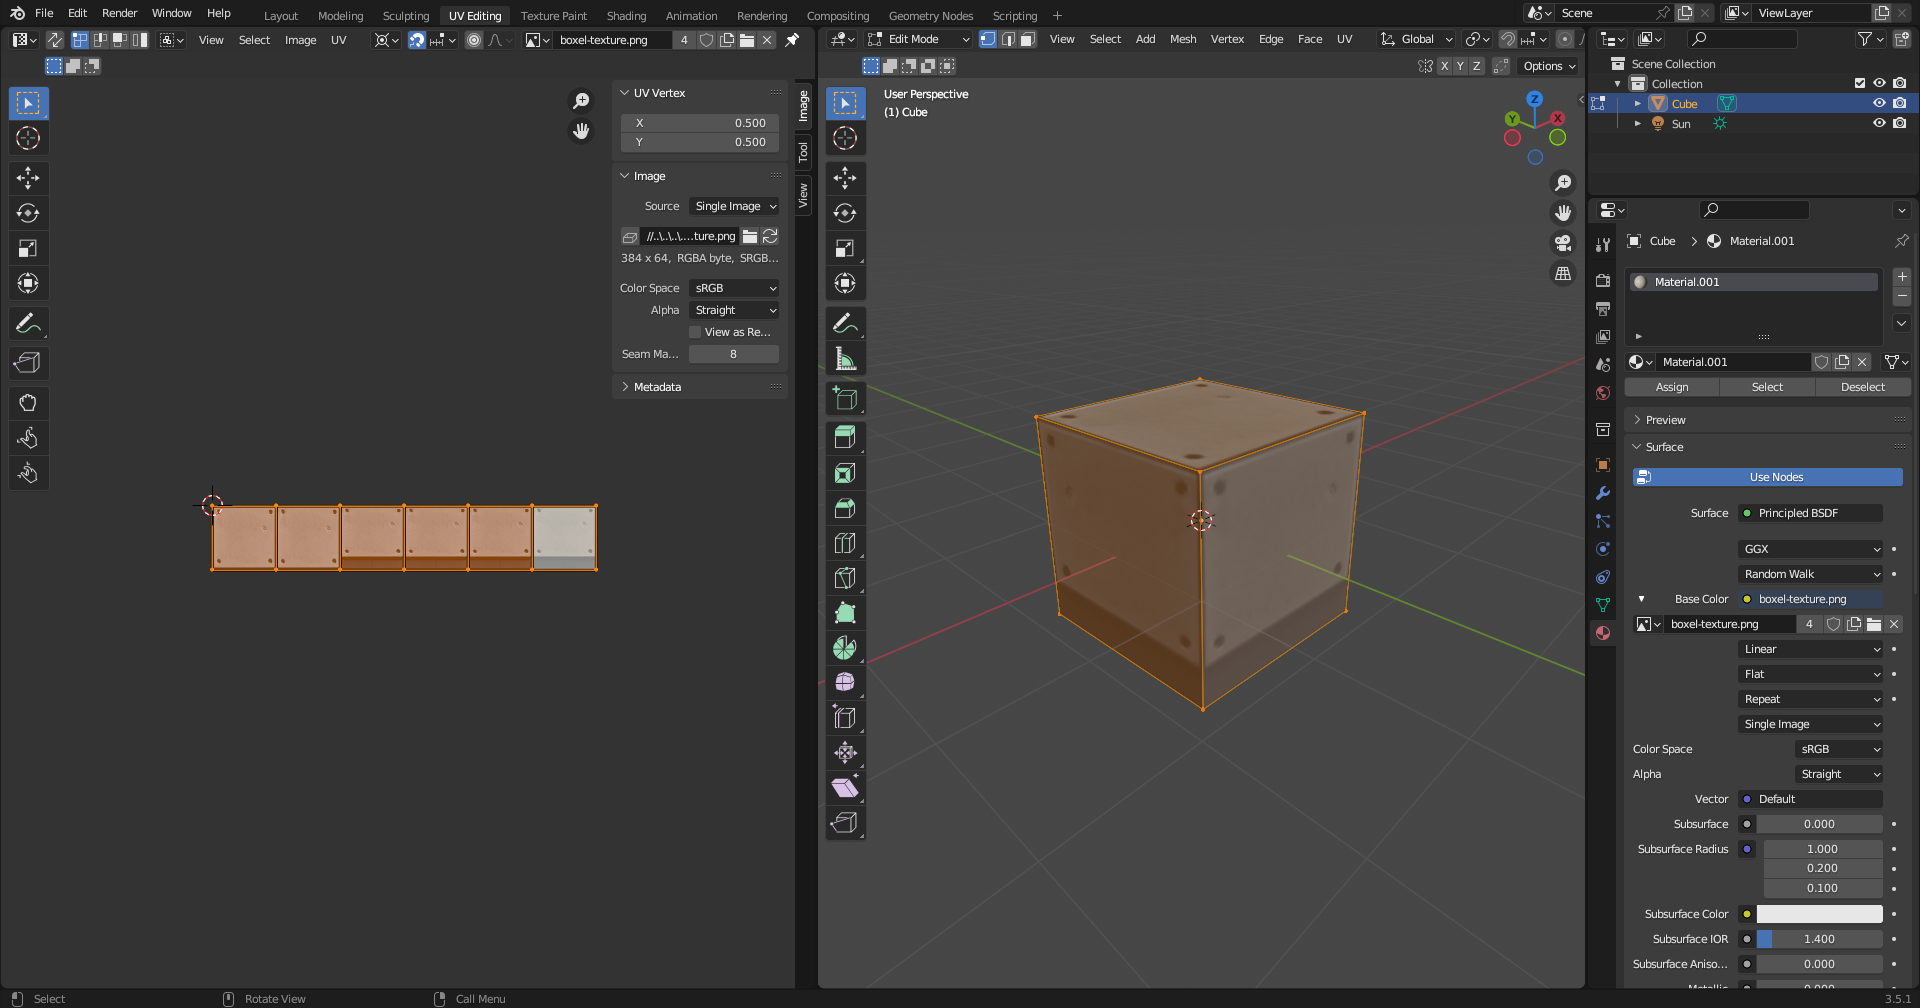 File Edit Render Window Help
Layout Modeling Sculpting UV Editing Texture Paint Shading Animation Rendering Compositing Geometry Nodes Scripting
Scene
ViewLayer
View Select Image UV
boxel-texture.png 4
UV Vertex
X 0.500
Y 0.500
Image
Source Single Image
//..\..\..\....ture.png
384 x 64, RGBA byte, SRGB...
Color Space sRGB
Alpha Straight
View as Re...
Seam Ma... 8
Metadata
Image
Tool
View
Edit Mode View Select Add Mesh Vertex Edge Face UV Global
X Y Z Options
User Perspective
(1) Cube
Z
Y
X
Scene Collection
Collection
Cube
Sun
Cube Material.001
Material.001
Material.001
Assign Select Deselect
Preview
Surface
Use Nodes
Surface Principled BSDF
GGX
Random Walk
Base Color boxel-texture.png
boxel-texture.png 4
Linear
Flat
Repeat
Single Image
Color Space sRGB
Alpha Straight
Vector Default
Subsurface 0.000
Subsurface Radius 1.000
0.200
0.100
Subsurface Color
Subsurface IOR 1.400
Subsurface Aniso... 0.000
Select Rotate View Call Menu
3.5.1